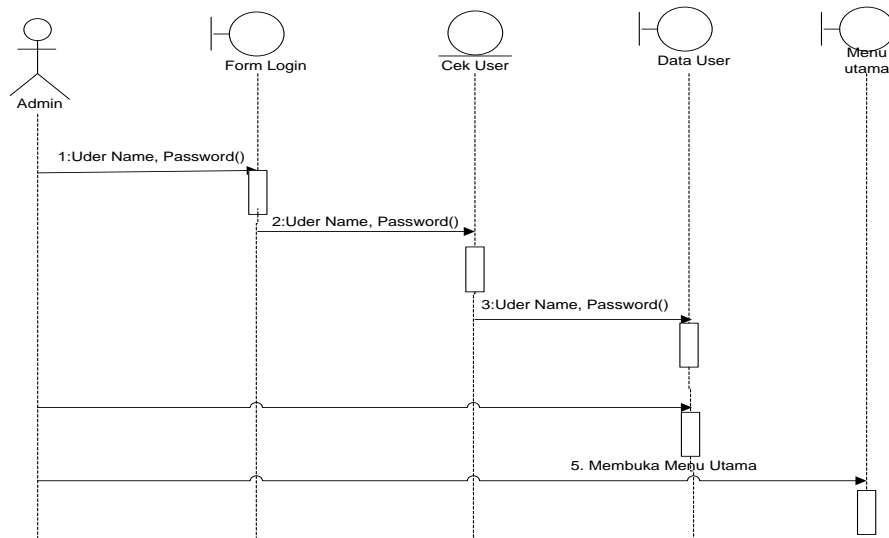 Admin
Form Login
Cek User
Data User
Menu
utama
1:Uder Name, Password()
2:Uder Name, Password()
3:Uder Name, Password()
5. Membuka Menu Utama